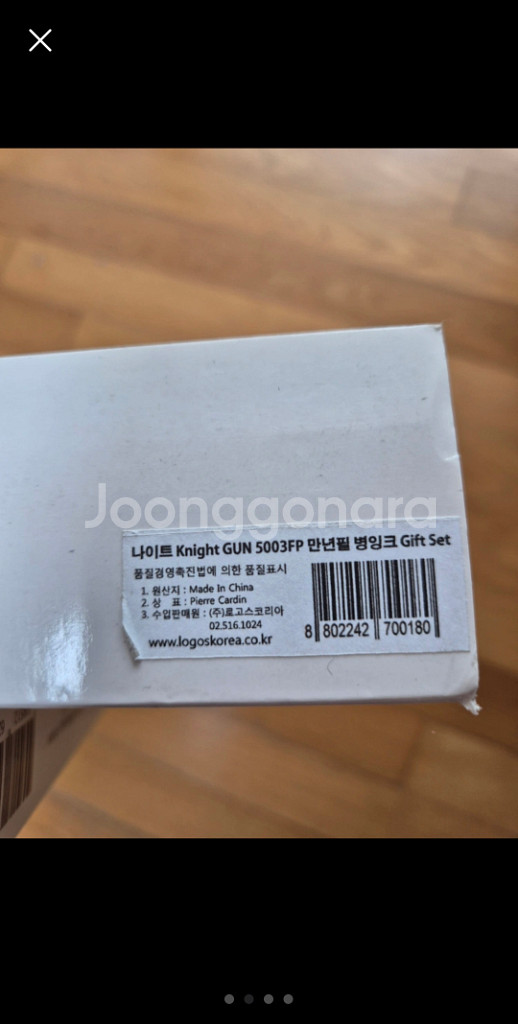 Joonggonara
나이트 Knight GUN 5003FP 만년필 병잉크 Gift Set
품질경영촉진법에 의한 품질표시
1. 원산지 : Made In China
2. 상 표 : Pierre Cardin
3. 수입판매원 : (주)로고스코리아
02.516.1024
www.logoskorea.co.kr
8 802242 700180